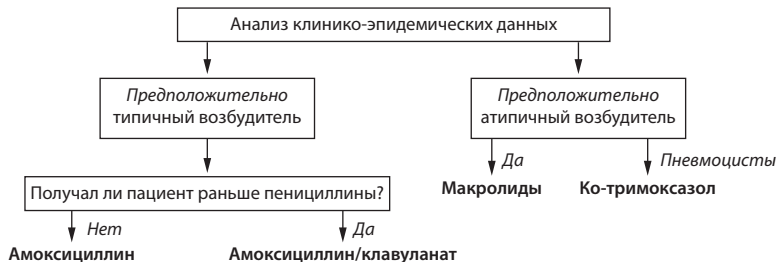 Анализ клинико-эпидемических данных
Предположительно
типичный возбудитель
Предположительно
атипичный возбудитель
Да
Пневмоцисты
Макролиды
Ко-тримоксазол
Получал ли пациент раньше пенициллины?
Нет
Да
Амоксициллин
Амоксициллин/клавуланат